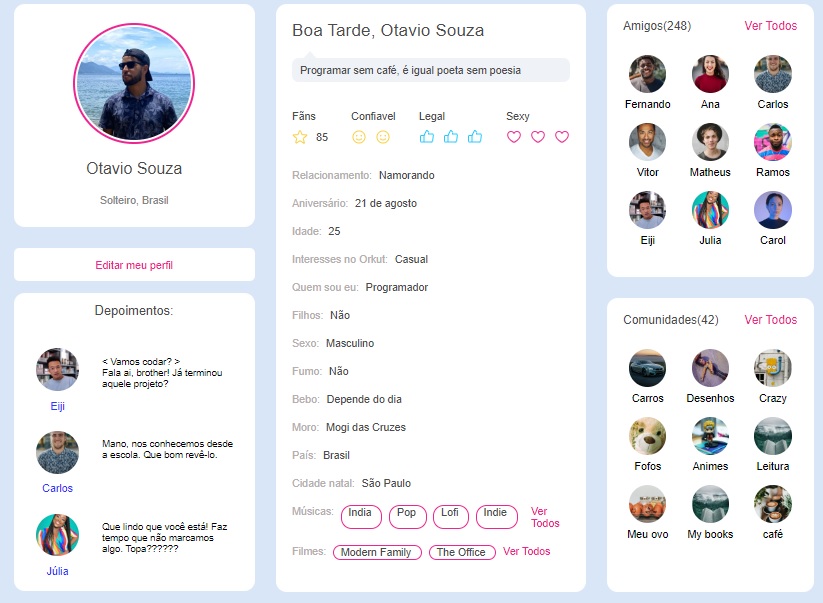 Otavio Souza
Solteiro, Brasil
Editar meu perfil
Depoimentos:
< Vamos codar? >
Fala ai, brother! Já terminou
aquele projeto?
Eiji
Mano, nos conhecemos desde
a escola. Que bom revê-lo.
Carlos
Que lindo que você está! Faz
tempo que não marcamos
algo. Topa??????
Júlia
Boa Tarde, Otavio Souza
Programar sem café, é igual poeta sem poesia
Fãns Confiavel Legal Sexy
85
Relacionamento: Namorando
Aniversário: 21 de agosto
Idade: 25
Interesses no Orkut: Casual
Quem sou eu: Programador
Filhos: Não
Sexo: Masculino
Fumo: Não
Bebo: Depende do dia
Moro: Mogi das Cruzes
País: Brasil
Cidade natal: São Paulo
Músicas: India Pop Lofi Indie Ver
Todos
Filmes: Modern Family The Office Ver Todos
Amigos(248) Ver Todos
Fernando Ana Carlos
Vitor Matheus Ramos
Eiji Julia Carol
Comunidades(42) Ver Todos
Carros Desenhos Crazy
Fofos Animes Leitura
Meu ovo My books café